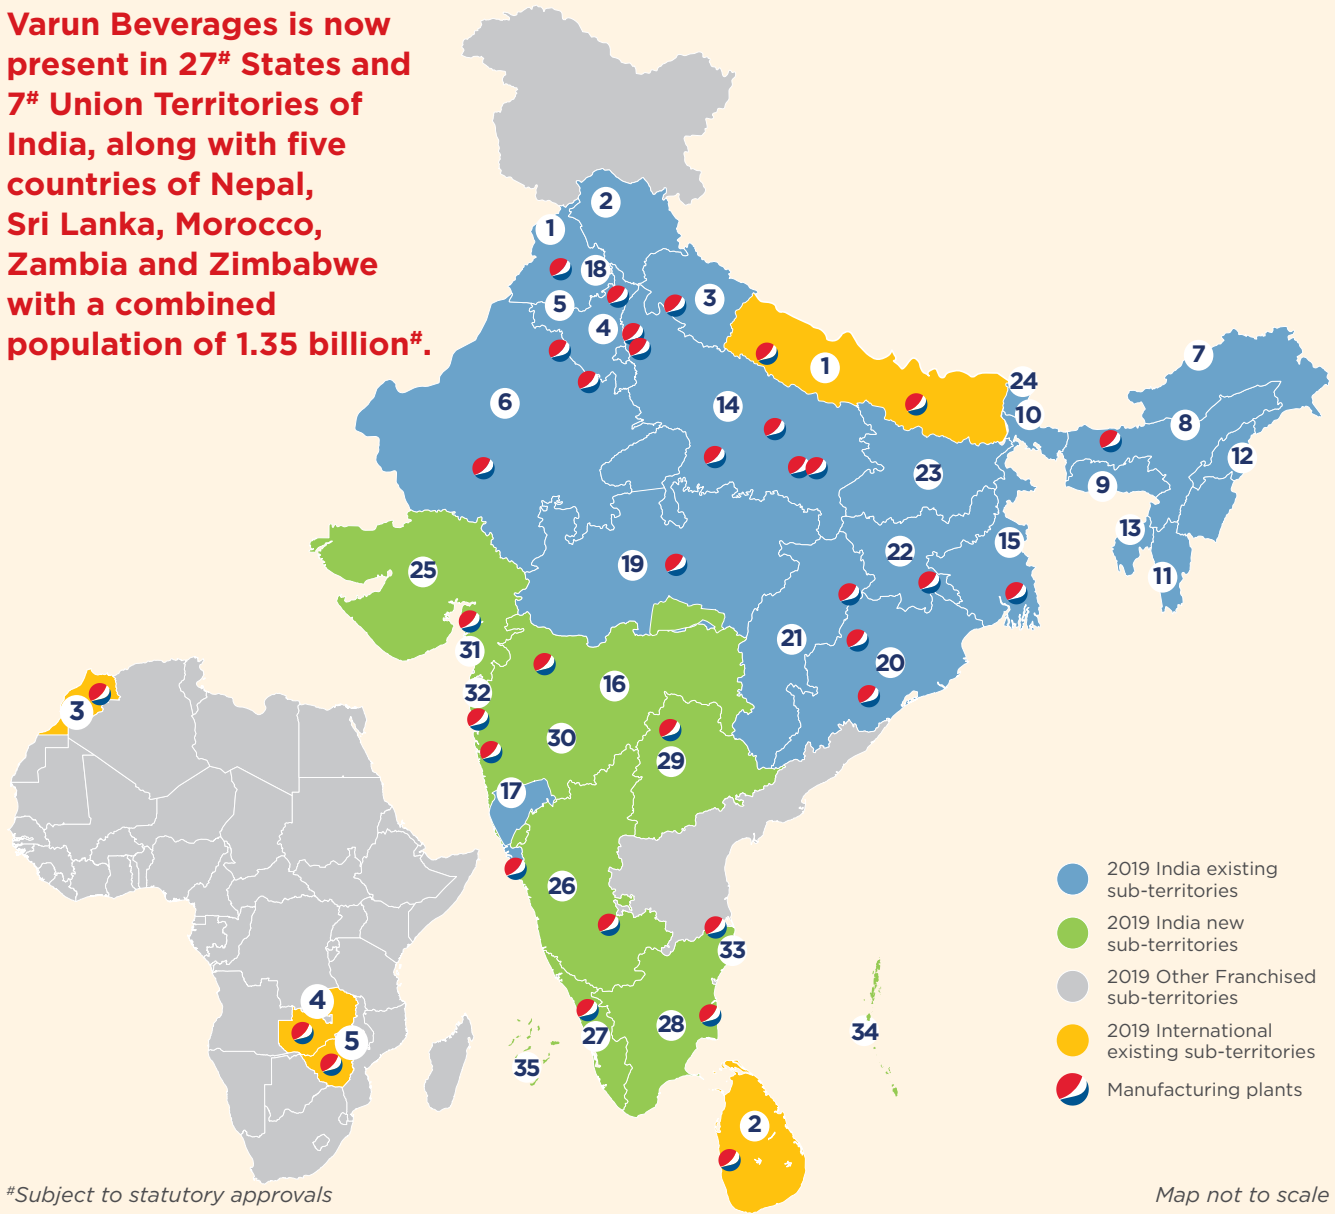 Varun Beverages is now
present in 27# States and
7# Union Territories of
India, along with five
countries of Nepal,
Sri Lanka, Morocco,
Zambia and Zimbabwe
with a combined
population of 1.35 billion#.
2
1
18
5
3
4
1
7
24
6
14
10
8
12
23
9
13
15
22
19
25
11
21
31
20
16
32
3
30
29
17
26
33
4
28
34
27
5
35
2
2019 India existing
sub-territories
2019 India new
sub-territories
2019 Other Franchised
sub-territories
2019 International
existing sub-territories
Manufacturing plants
#Subject to statutory approvals
Map not to scale